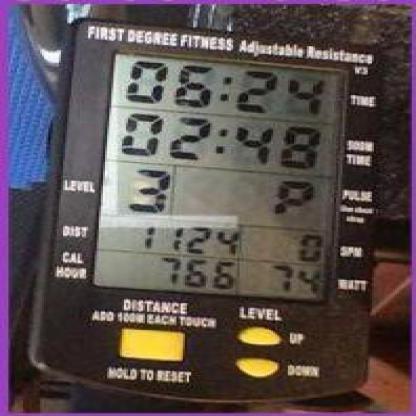 FIRST DEGREE FITNESS Adjustable Resistance
V3
06:24 TIME
02:48 500M TIME
LEVEL 3 P PULSE
DIST 1124 0 SPM
CAL HOUR 766 74 WATT
DISTANCE
ADD 100M EACH TOUCH
LEVEL
UP
DOWN
HOLD TO RESET